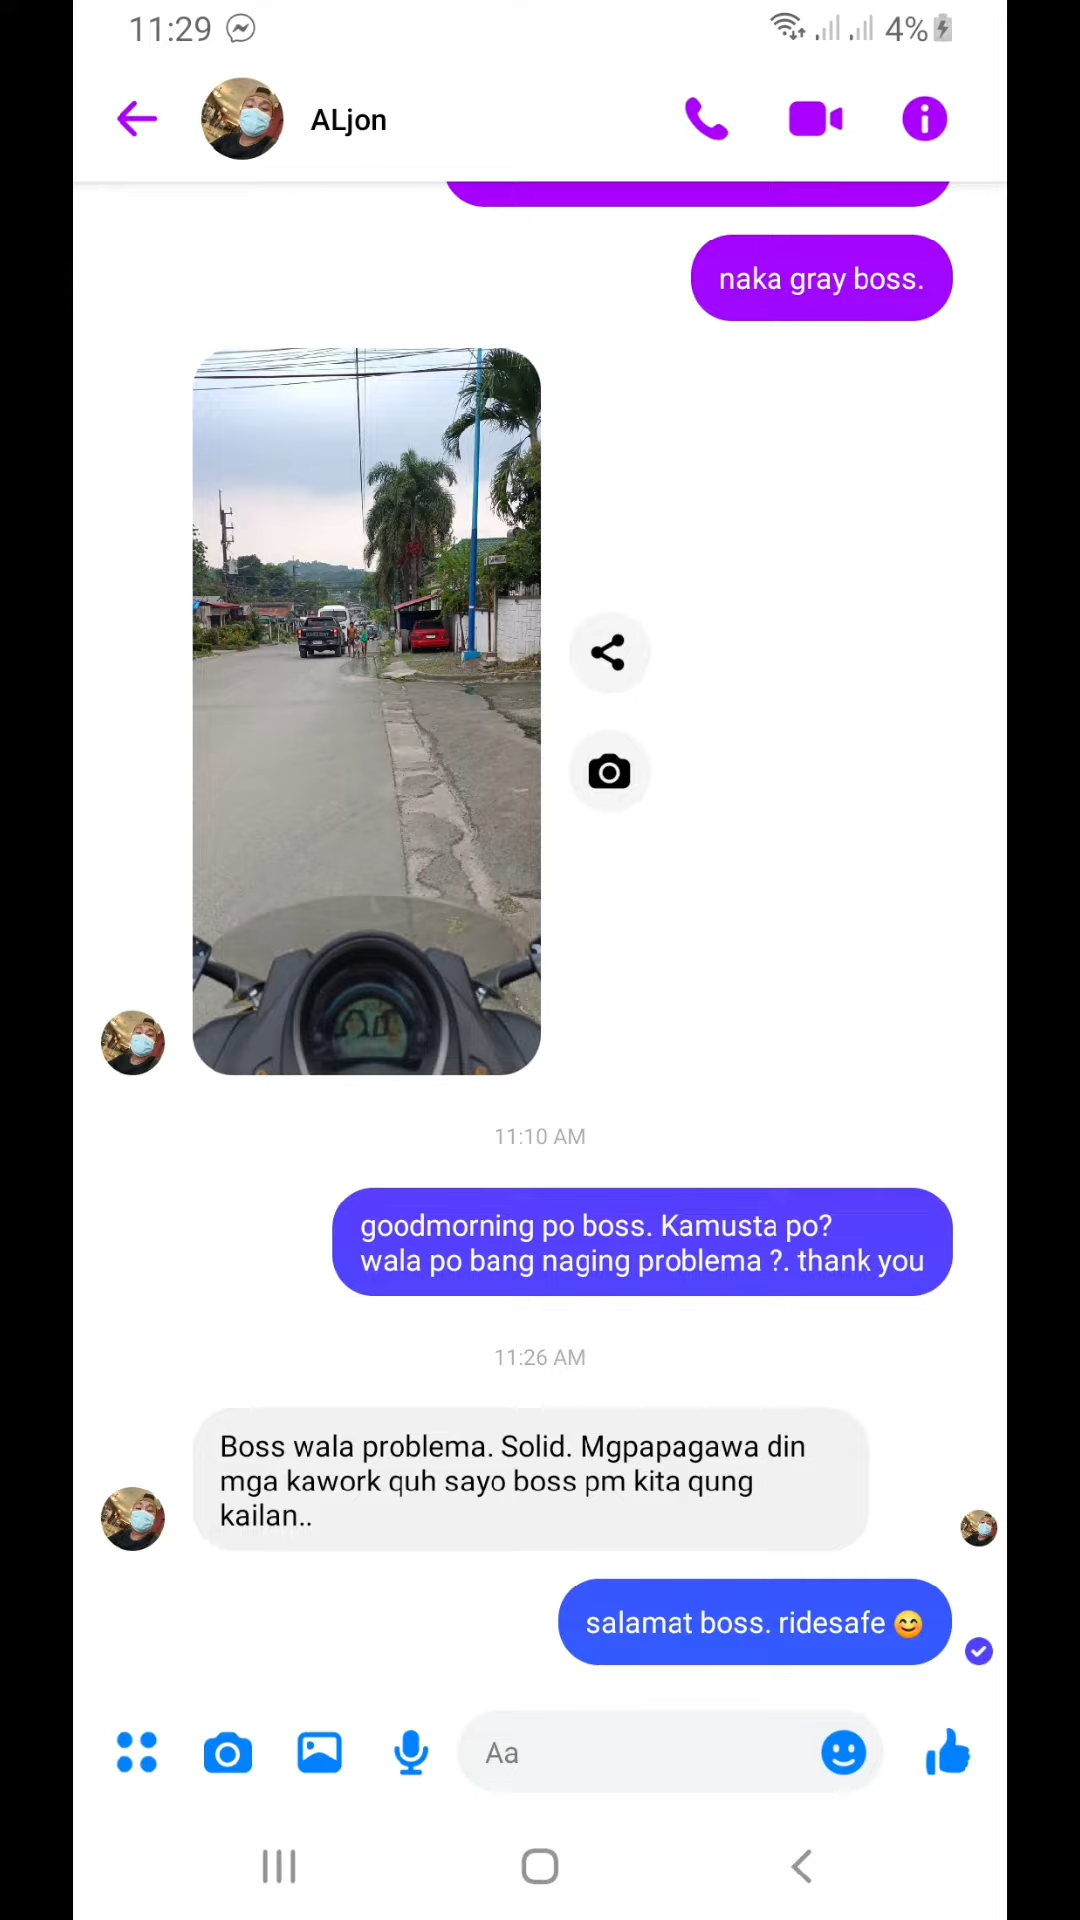 11:29
4%
ALjon
naka gray boss.
11:10 AM
goodmorning po boss. Kamusta po?
wala po bang naging problema ?. thank you
11:26 AM
Boss wala problema. Solid. Mgpapagawa din
mga kawork quh sayo boss pm kita qung
kailan..
salamat boss. ridesafe 😊
Aa